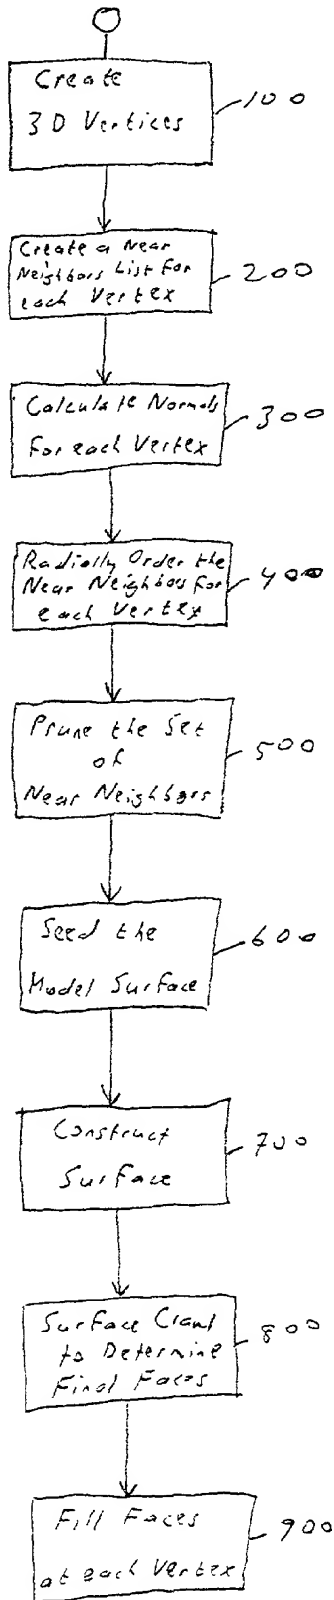 Create
3D Vertices
100
Create a Near
Neighbors List For
each Vertex
200
Calculate Normals
For each Vertex
300
Radially Order the
Near Neighbors for
each Vertex
400
Prune the Set
of
Near Neighbors
500
Seed the
Model Surface
600
Construct
Surface
700
Surface Crawl
to Determine
Final Faces
800
Fill Faces
at each Vertex
900